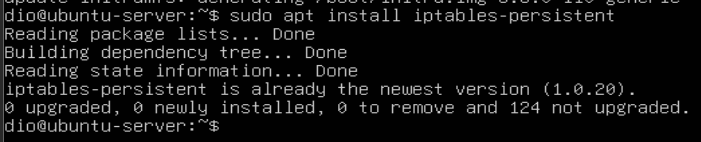 dio@ubuntu-server:~$ sudo apt install iptables-persistent
Reading package lists... Done
Building dependency tree... Done
Reading state information... Done
iptables-persistent is already the newest version (1.0.20).
0 upgraded, 0 newly installed, 0 to remove and 124 not upgraded.
dio@ubuntu-server:~$